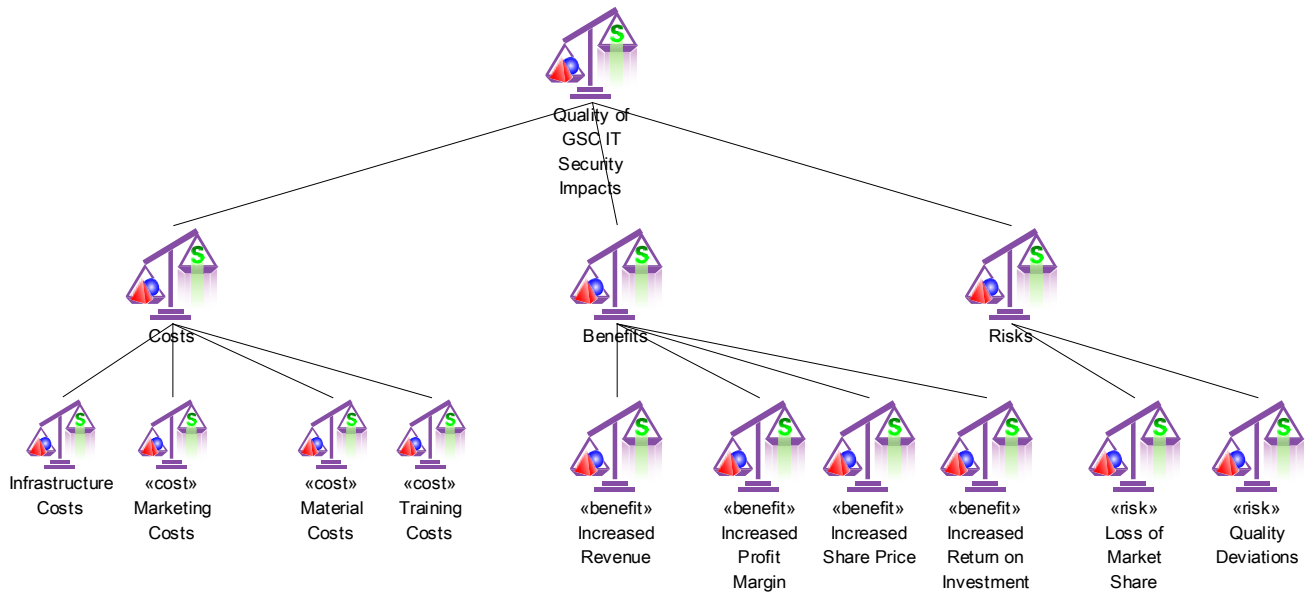 S
Quality of
GSC IT
Security
Impacts
S
Costs
S
Benefits
S
Risks
S
Infrastructure
Costs
S
«cost»
Marketing
Costs
S
«cost»
Material
Costs
S
«cost»
Training
Costs
S
«benefit»
Increased
Revenue
S
«benefit»
Increased
Profit
Margin
S
«benefit»
Increased
Share Price
S
«benefit»
Increased
Return on
Investment
S
«risk»
Loss of
Market
Share
S
«risk»
Quality
Deviations